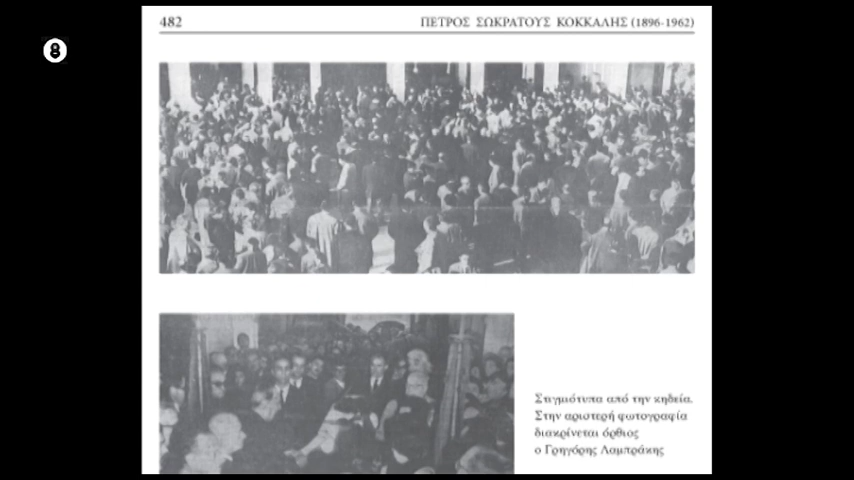 8
482 ΠΕΤΡΟΣ ΣΩΚΡΑΤΟΥΣ ΚΟΚΚΑΛΗΣ (1896-1962)
Στιγμιότυπα από την κηδεία.
Στην αριστερή φωτογραφία
διακρίνεται όρθιος
ο Γρηγόρης Λαμπράκης